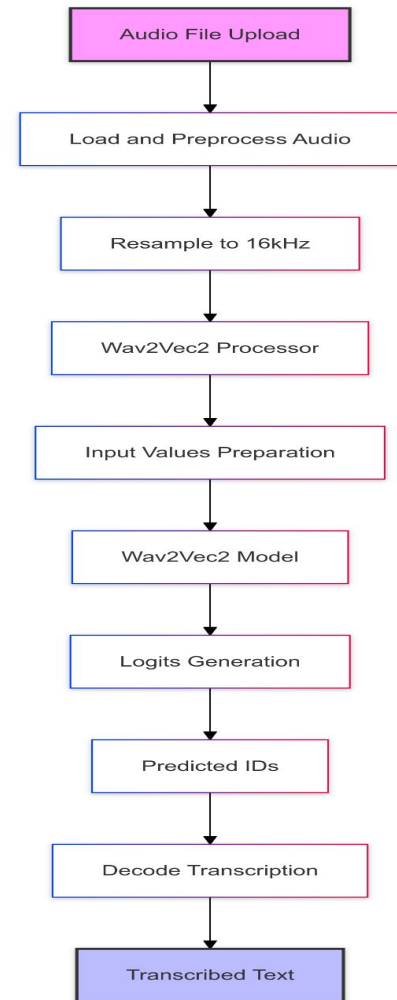 Audio File Upload
Load and Preprocess Audio
Resample to 16kHz
Wav2Vec2 Processor
Input Values Preparation
Wav2Vec2 Model
Logits Generation
Predicted IDs
Decode Transcription
Transcribed Text